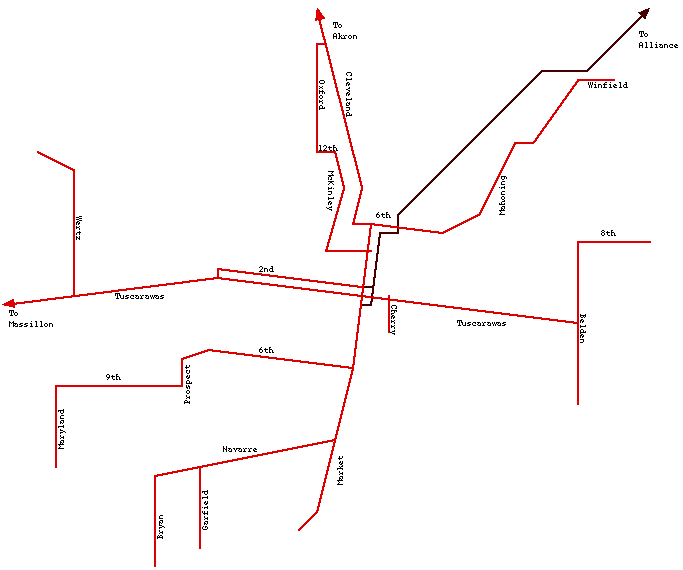 To
Akron
To
Alliance
Oxford
Cleveland
Winfield
12th
McKinley
Mahoning
6th
Wertz
8th
2nd
Tuscarawas
To
Massillon
Cherry
Tuscarawas
Belden
6th
9th
Prospect
Maryland
Navarre
Market
Garfield
Bryan